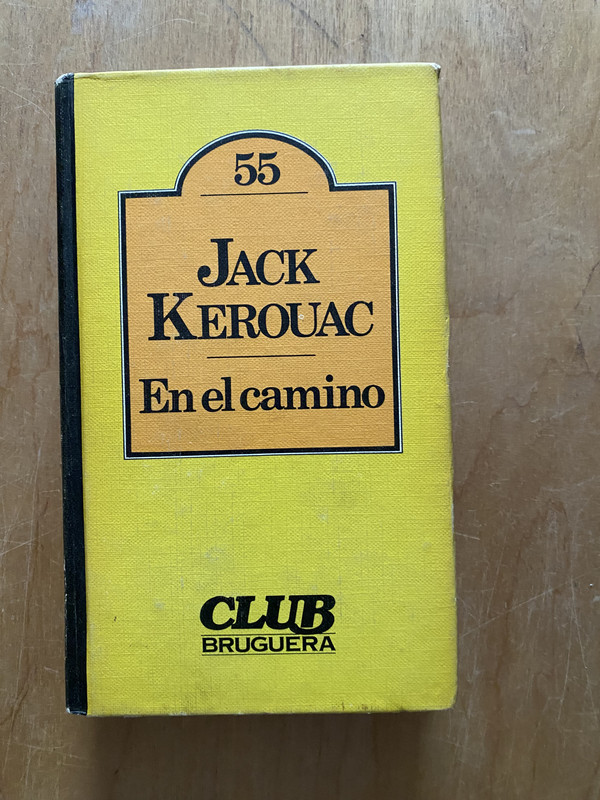 55
JACK
KEROUAC
En el camino
CLUB
BRUGUERA